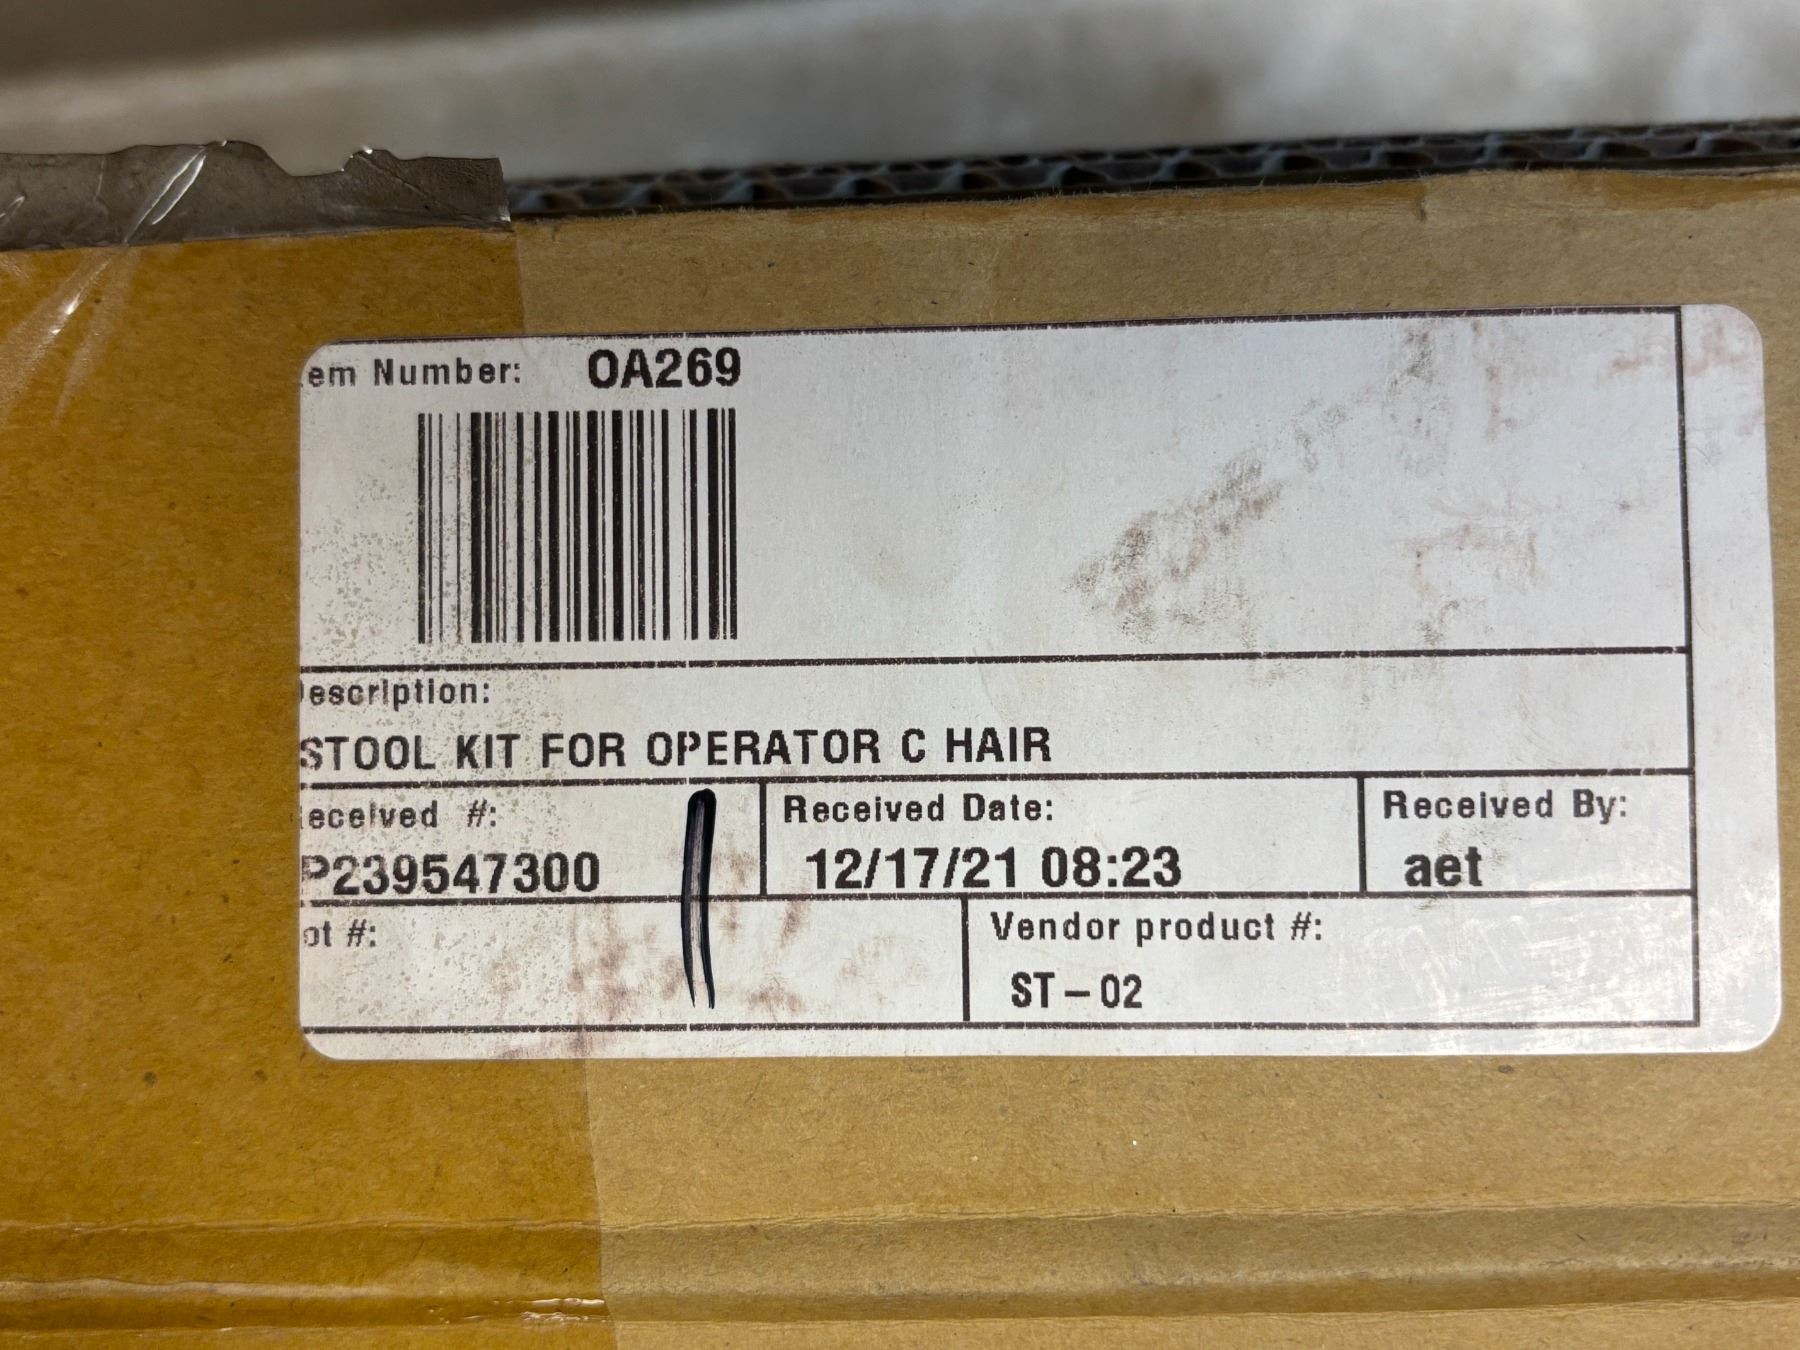 em Number: OA269
escription:
STOOL KIT FOR OPERATOR C HAIR
eceived #:
Received Date:
Received By:
P239547300
12/17/21 08:23
aet
ot #:
Vendor product #:
ST-02